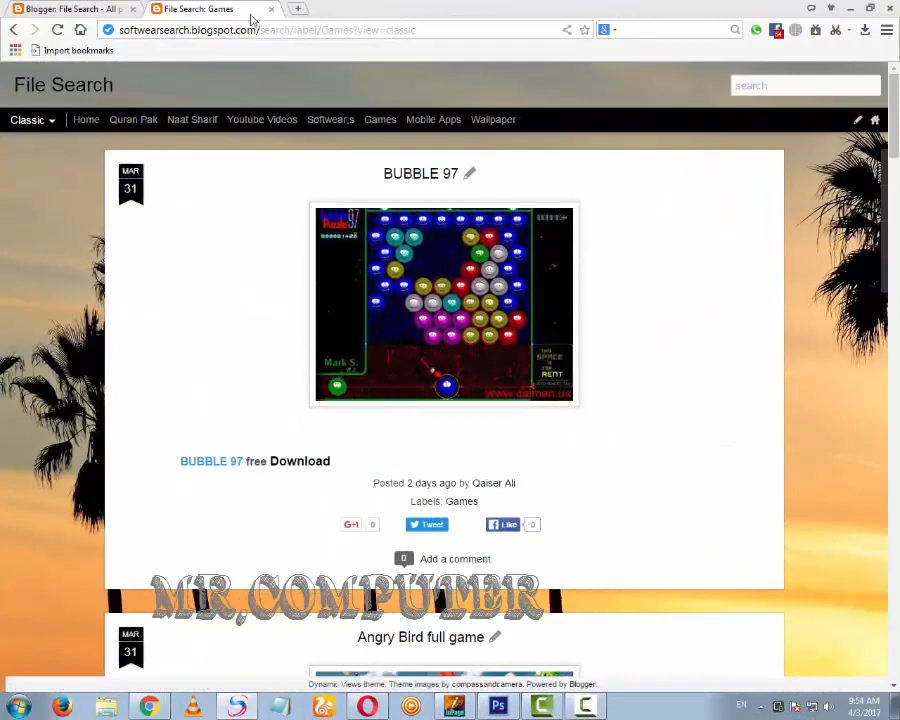 Blogger: File Search - All p
File Search: Games
softwearsearch.blogspot.com/search/label/Games?view=classic
54
Import bookmarks
File Search
search
Classic Home Quran Pak Naat Sharif Youtube Videos Softwear,s Games Mobile Apps Wallpaper
MAR
31
BUBBLE 97
97
Mark S.
THIS
SPACE IS
FOR
RENT
BUBBLE 97 free Download
Posted 2 days ago by Qaiser Ali
Labels: Games
G+1 0 Tweet Like 0
0 Add a comment
MR,COMPUTER
MAR
31
Angry Bird full game
Dynamic Views theme. Theme images by compassandcamera. Powered by Blogger.
InPage
Ps
EN
9:54 AM
4/3/2017